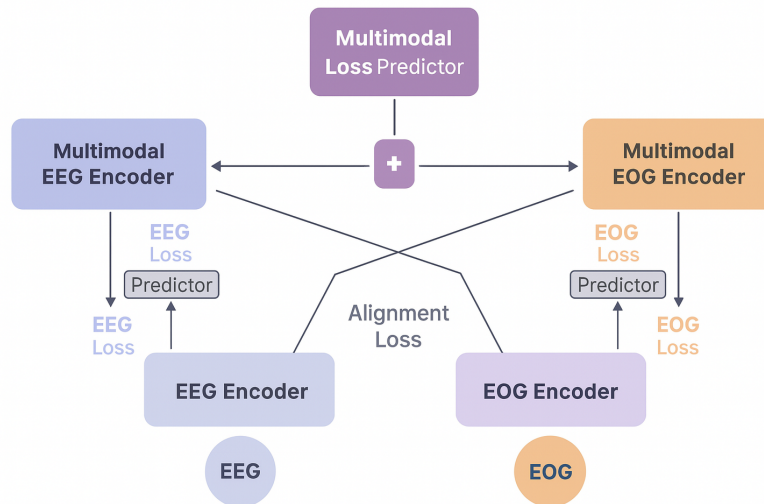 Multimodal
Loss Predictor
Multimodal
EEG Encoder
+
Multimodal
EOG Encoder
EEG
Loss
Predictor
EEG
Loss
EOG
Loss
Predictor
EOG
Loss
Alignment
Loss
EEG Encoder
EOG Encoder
EEG
EOG